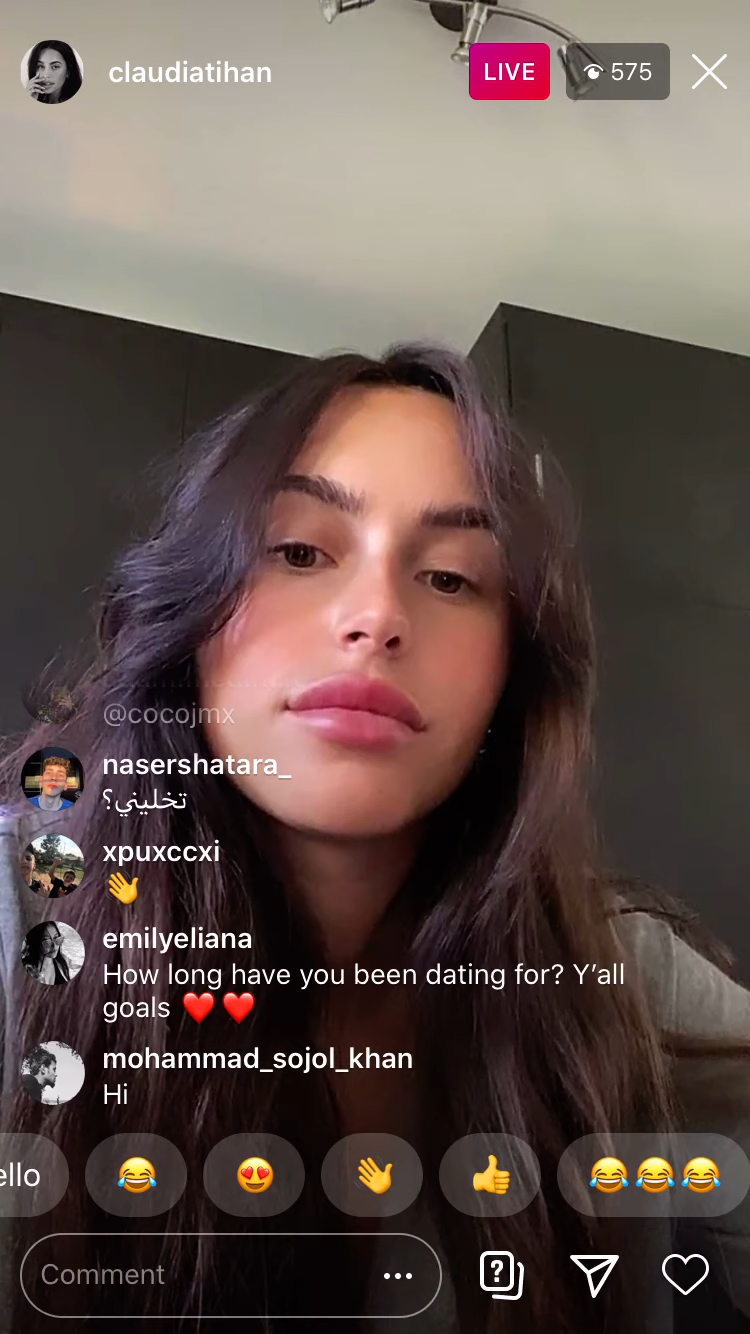 claudiatihan
LIVE
575
@cocojmx
nasershatara_
تخليني؟
xpuxccxi
👋
emilyeliana
How long have you been dating for? Y’all
goals ❤️❤️
mohammad_sojol_khan
Hi
ello
😂
😍
👋
👍
😂😂😂
Comment